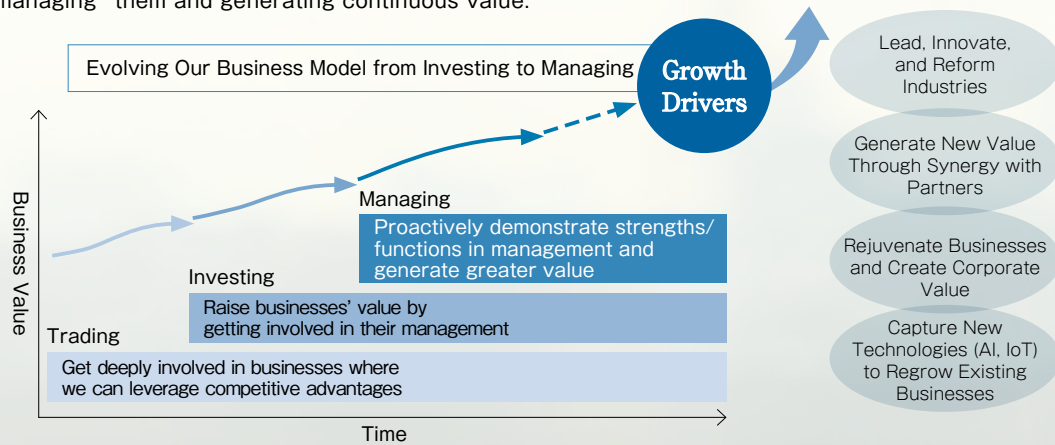 managing" them and generating continuous value.
Evolving Our Business Model from Investing to Managing
Growth
Drivers
Lead, Innovate,
and Reform
Industries
Generate New Value
Through Synergy with
Partners
Rejuvenate Businesses
and Create Corporate
Value
Capture New
Technologies (AI, IoT)
to Regrow Existing
Businesses
Business Value
Managing
Proactively demonstrate strengths/
functions in management and
generate greater value
Investing
Raise businesses’ value by
getting involved in their management
Trading
Get deeply involved in businesses where
we can leverage competitive advantages
Time